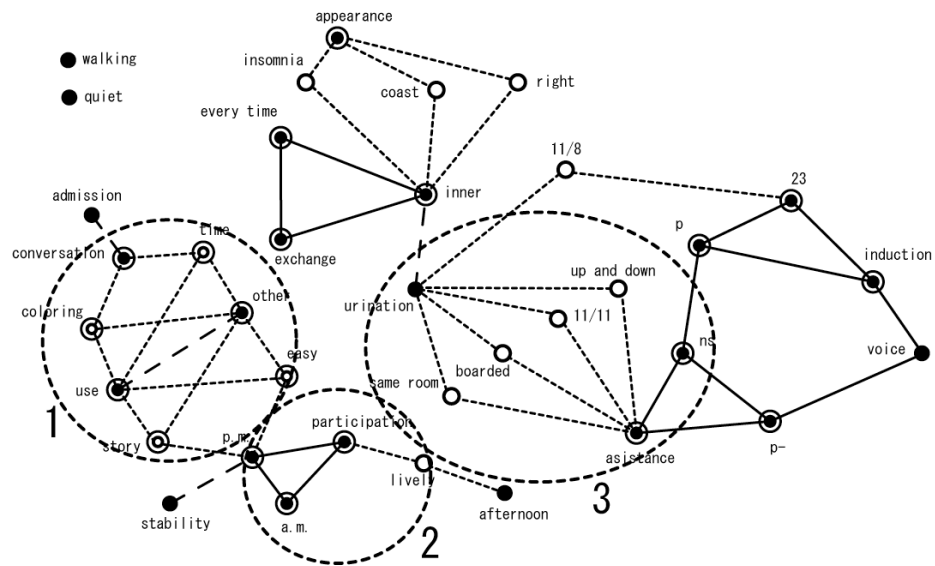 appearance
walking
insomnia
coast
right
quiet
every time
11/8
23
admission
inner
p
time
conversation
exchange
induction
other
up and down
coloring
urination
11/11
ns
voice
easy
boarded
same room
use
1
participation
p.m.
story
asistance
p-
lively
stability
a.m.
afternoon
3
2